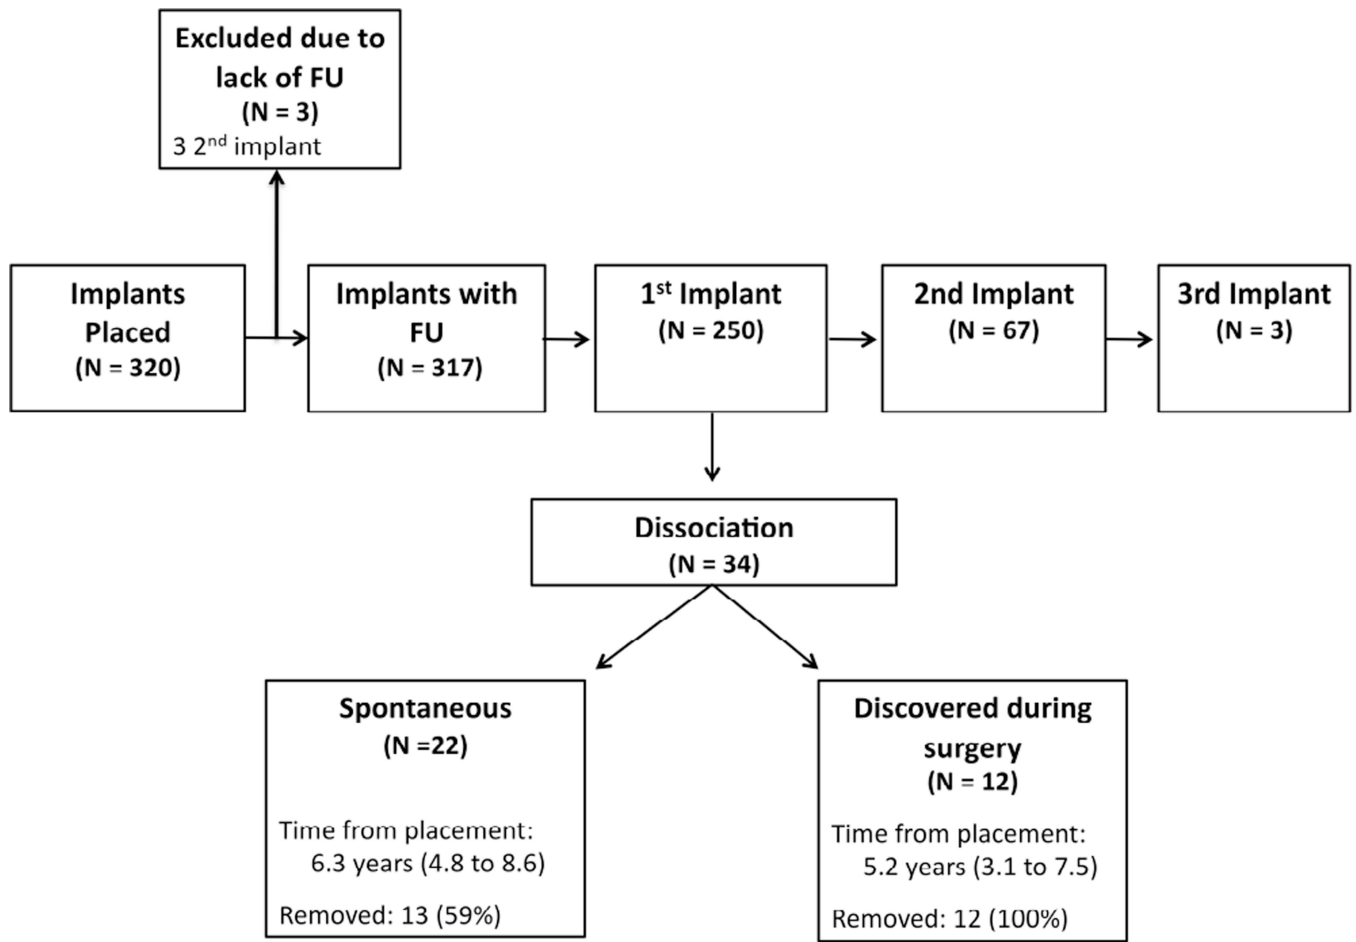 Excluded due to
lack of FU
(N = 3)
3 2nd implant
Implants
Placed
(N = 320)
Implants with
FU
(N = 317)
1st Implant
(N = 250)
2nd Implant
(N = 67)
3rd Implant
(N = 3)
Dissociation
(N = 34)
Spontaneous
(N =22)
Time from placement:
6.3 years (4.8 to 8.6)
Removed: 13 (59%)
Discovered during
surgery
(N = 12)
Time from placement:
5.2 years (3.1 to 7.5)
Removed: 12 (100%)